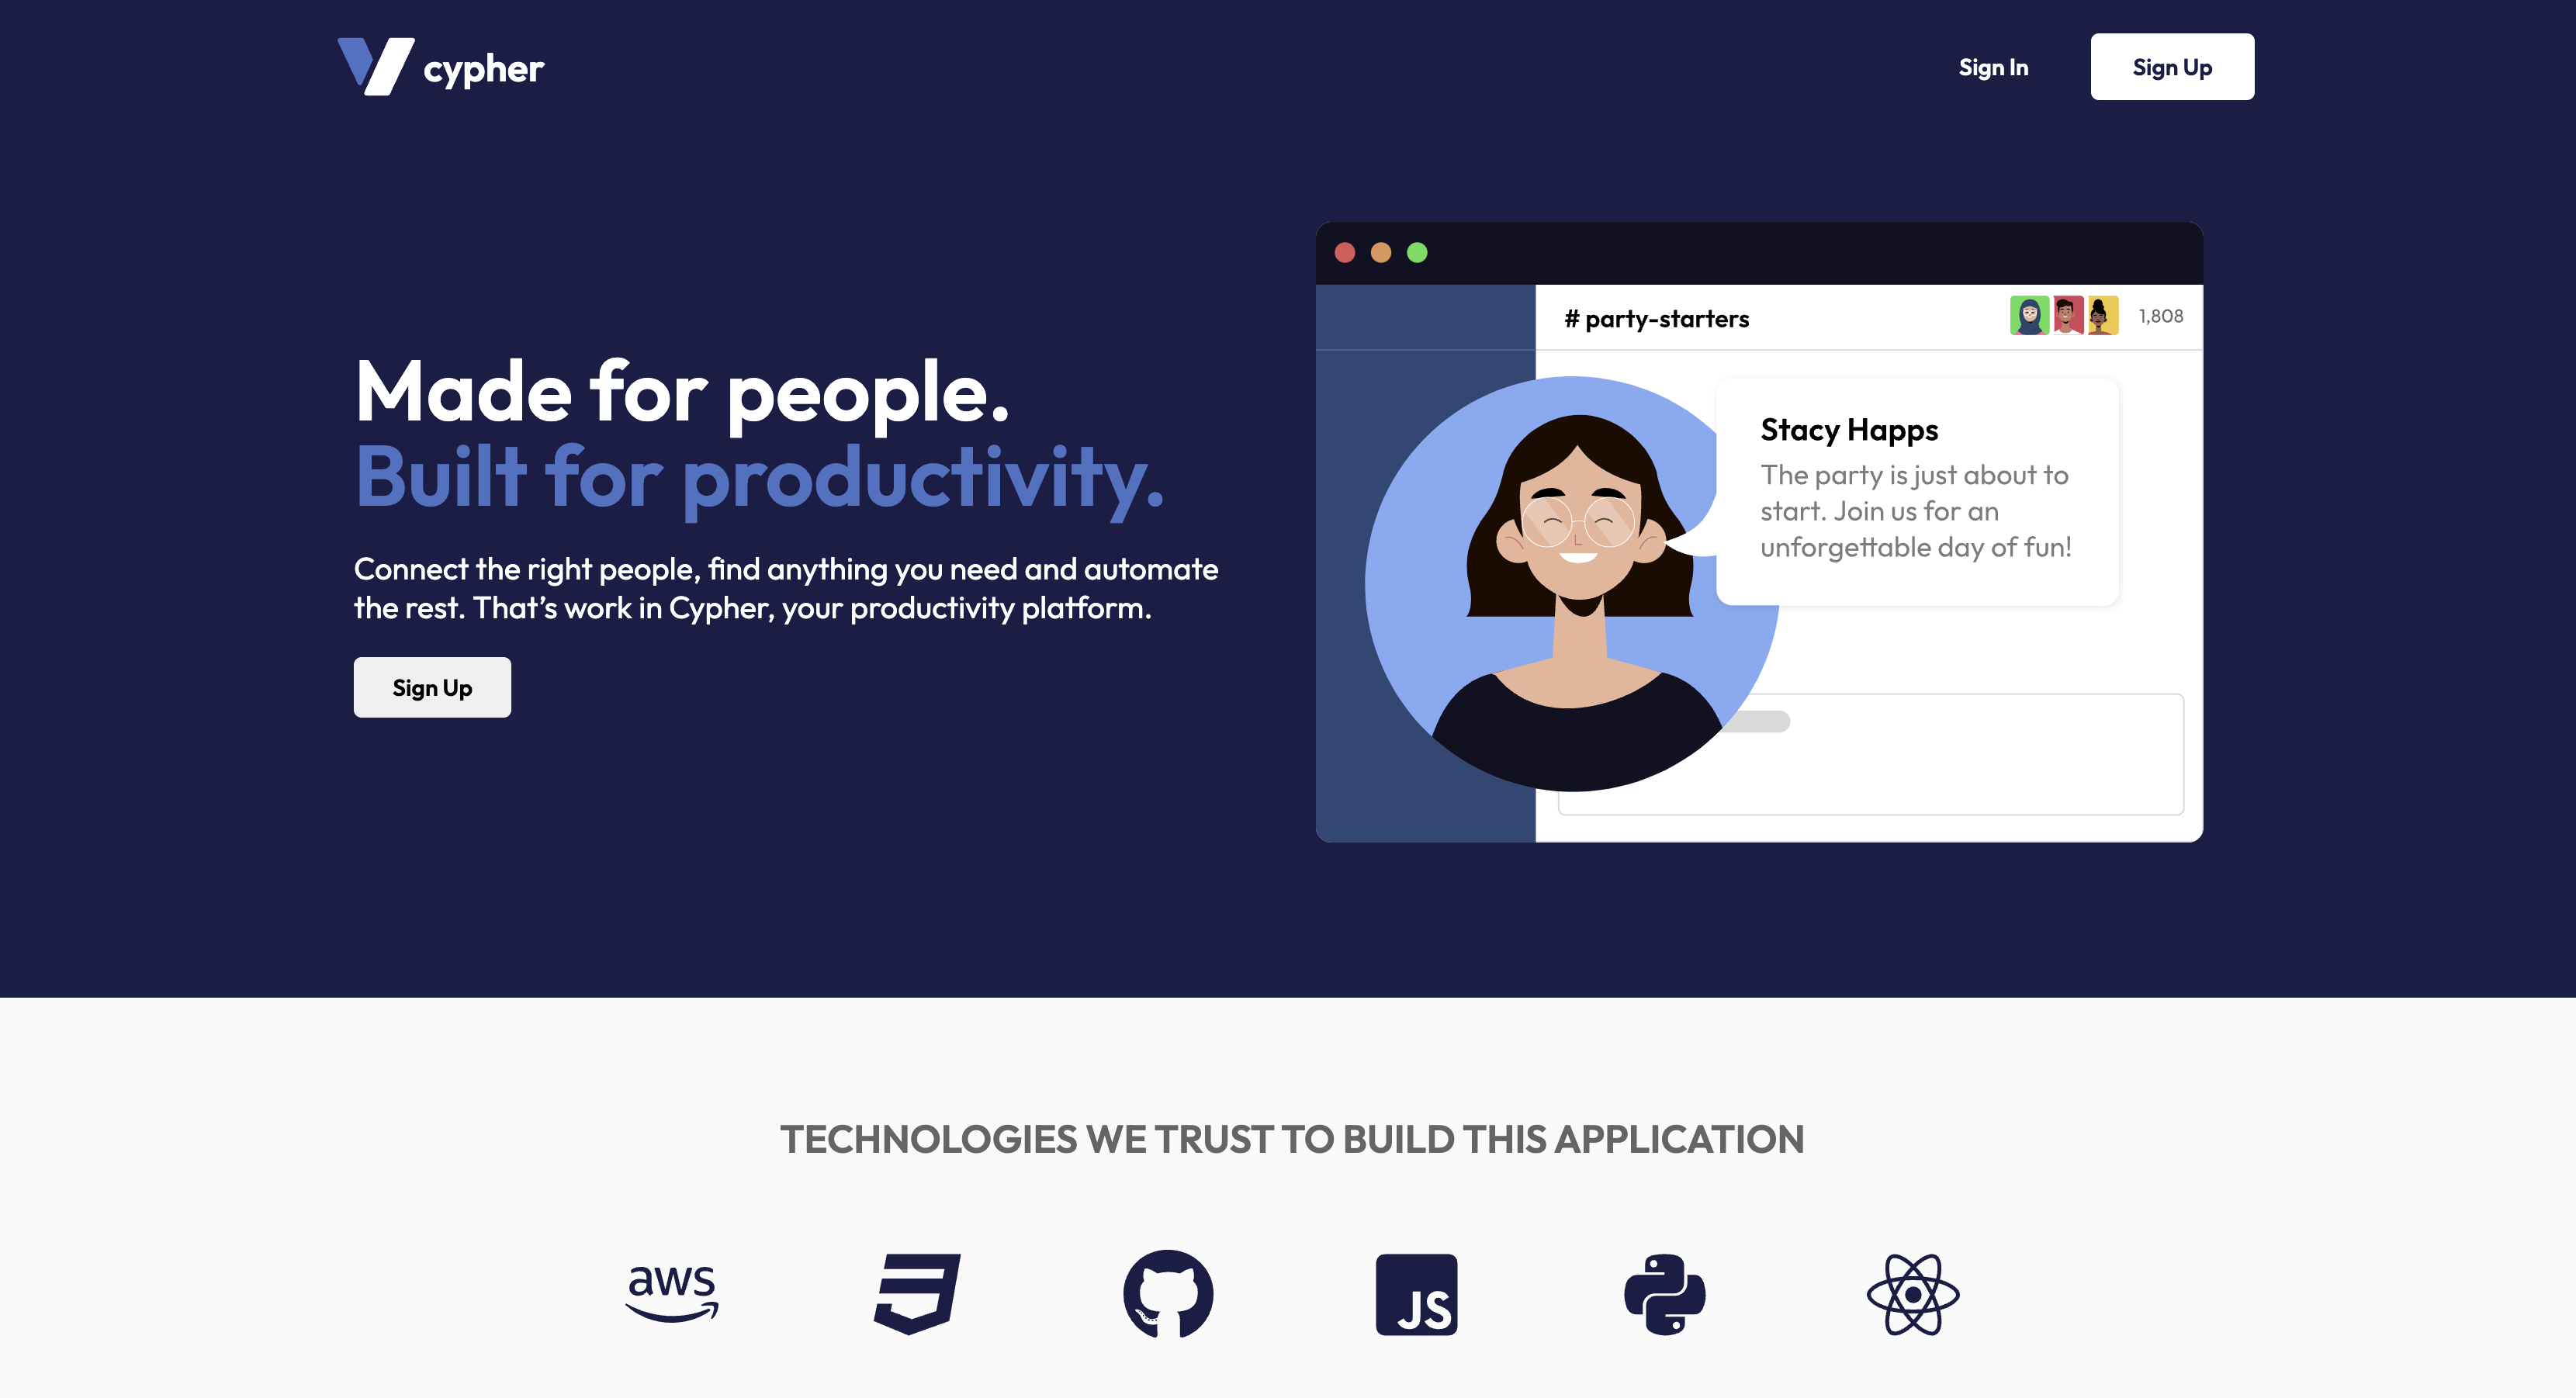 cypher
Sign In
Sign Up
Made for people.
Built for productivity.
Connect the right people, find anything you need and automate
the rest. That’s work in Cypher, your productivity platform.
Sign Up
# party-starters
1,808
Stacy Happs
The party is just about to
start. Join us for an
unforgettable day of fun!
TECHNOLOGIES WE TRUST TO BUILD THIS APPLICATION
aws
JS